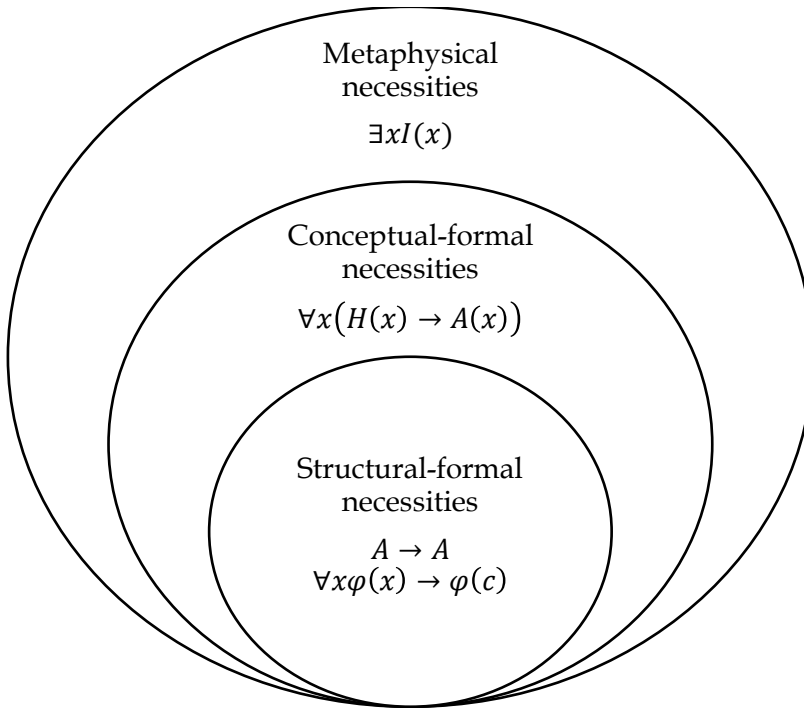 Metaphysical
necessities
∃xI(x)
Conceptual-formal
necessities
∀x(H(x) → A(x))
Structural-formal
necessities
A → A
∀xφ(x) → φ(c)